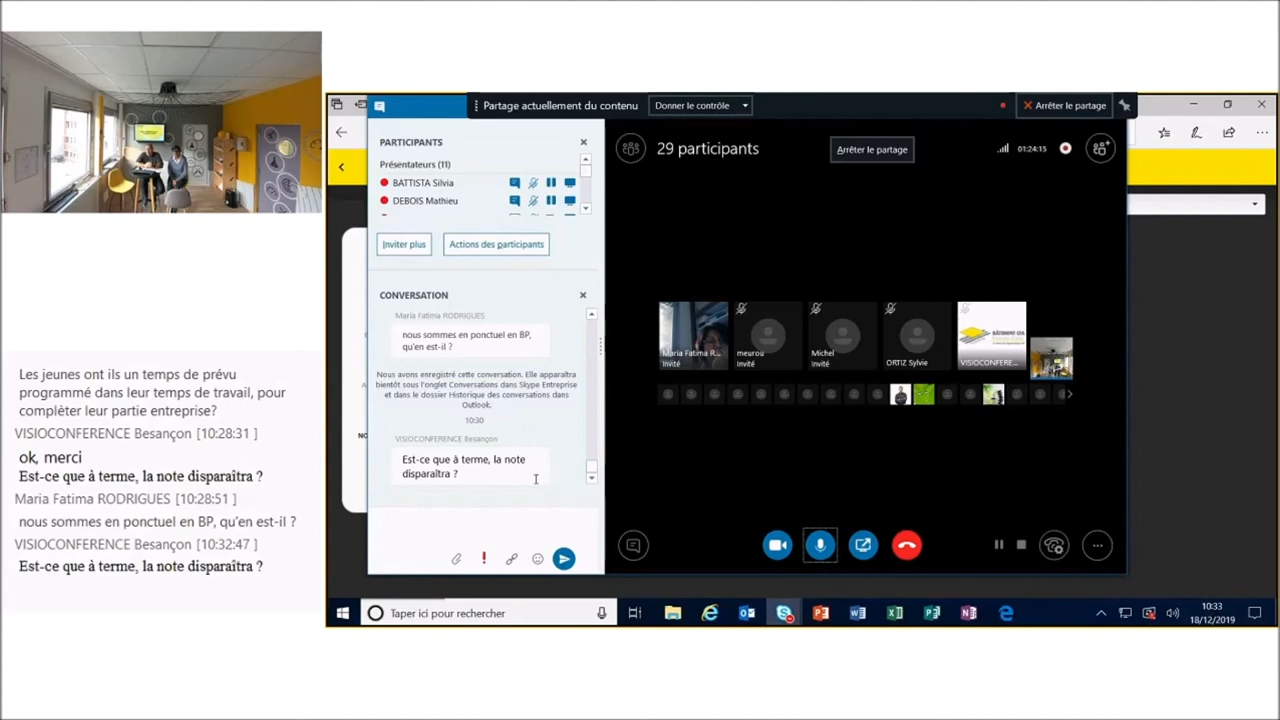 Les jeunes ont ils un temps de prévu
programmé dans leur temps de travail, pour
complèter leur partie entreprise?
VISIOCONFERENCE Besançon [10:28:31 ]
ok, merci
Est-ce que à terme, la note disparaîtra ?
Maria Fatima RODRIGUES [10:28:51 ]
nous sommes en ponctuel en BP, qu'en est-il ?
VISIOCONFERENCE Besançon [10:32:47 ]
Est-ce que à terme, la note disparaîtra ?
Partage actuellement du contenu
Donner le contrôle
Arrêter le partage
PARTICIPANTS
Présentateurs (11)
BATTISTA Silvia
DEBOIS Mathieu
Inviter plus
Actions des participants
CONVERSATION
Maria Fatima RODRIGUES
nous sommes en ponctuel en BP,
qu'en est-il ?
Nous avons enregistré cette conversation. Elle apparaîtra
bientôt sous l'onglet Conversations dans Skype Entreprise
et dans le dossier Historique des conversations dans
Outlook.
10:30
VISIOCONFERENCE Besançon
Est-ce que à terme, la note
disparaîtra ?
29 participants
Arrêter le partage
01:24:15
Maria Fatima R...
Invité
meurou
Invité
Michel
Invité
ORTIZ Sylvie
BÂTIMENT CFA
VISIOCONFERE...
Taper ici pour rechercher
10:33
18/12/2019